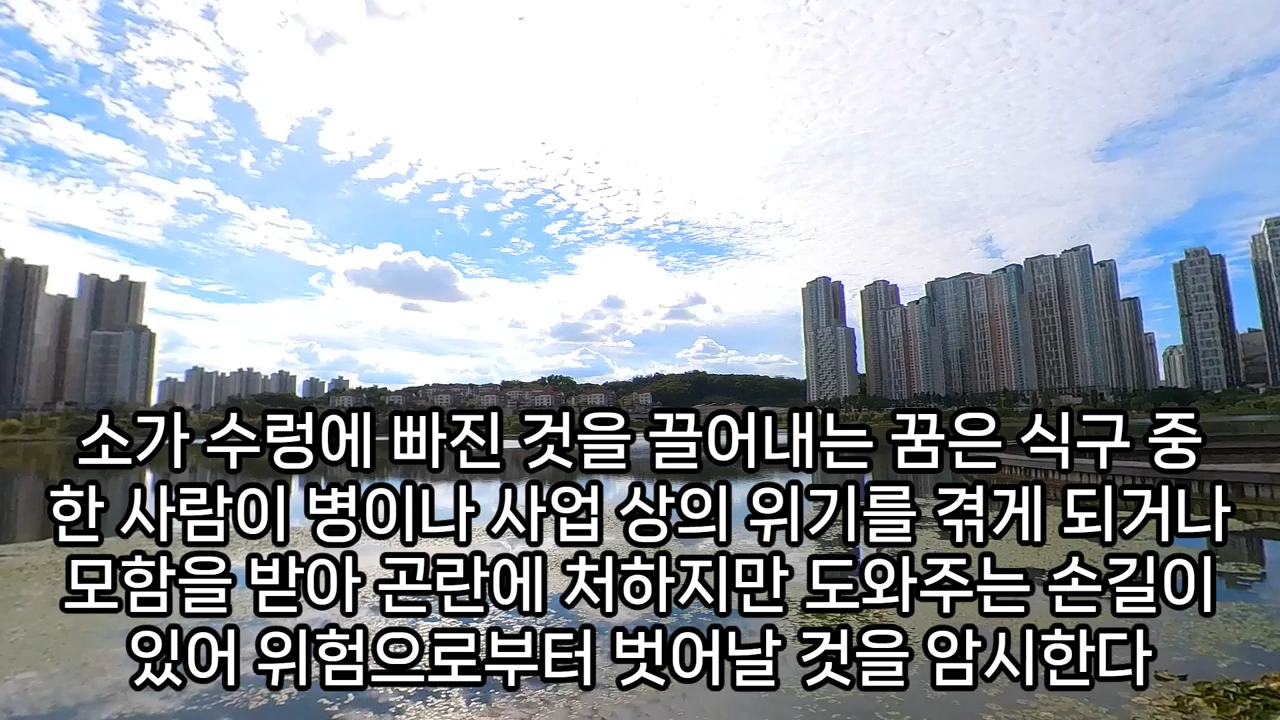 소가 수렁에 빠진 것을 끌어내는 꿈은 식구 중
한 사람이 병이나 사업 상의 위기를 겪게 되거나
모함을 받아 곤란에 처하지만 도와주는 손길이
있어 위험으로부터 벗어날 것을 암시한다